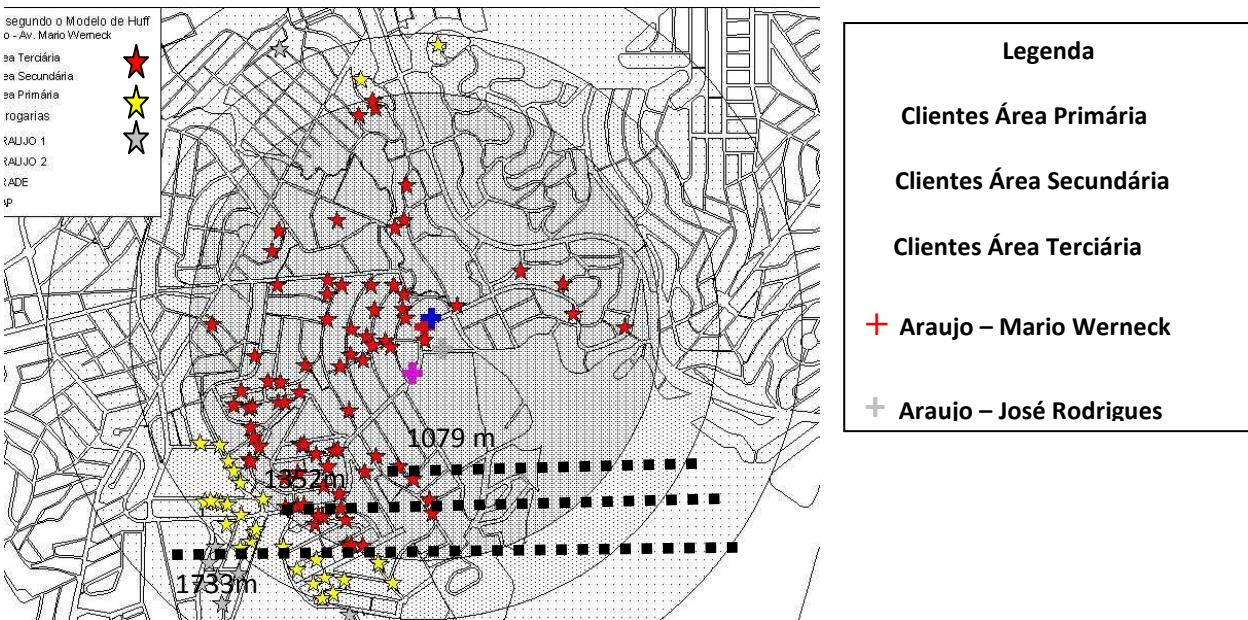 segundo o Modelo de Huff
o - Av. Mario Werneck
ea Terciária
ea Secundária
ea Primária
rogarias
RAUJO 1
RAUJO 2
RADE
AP
1079 m
1352m
1733m
Legenda
Clientes Área Primária
Clientes Área Secundária
Clientes Área Terciária
Araujo – Mario Werneck
Araujo – José Rodrigues